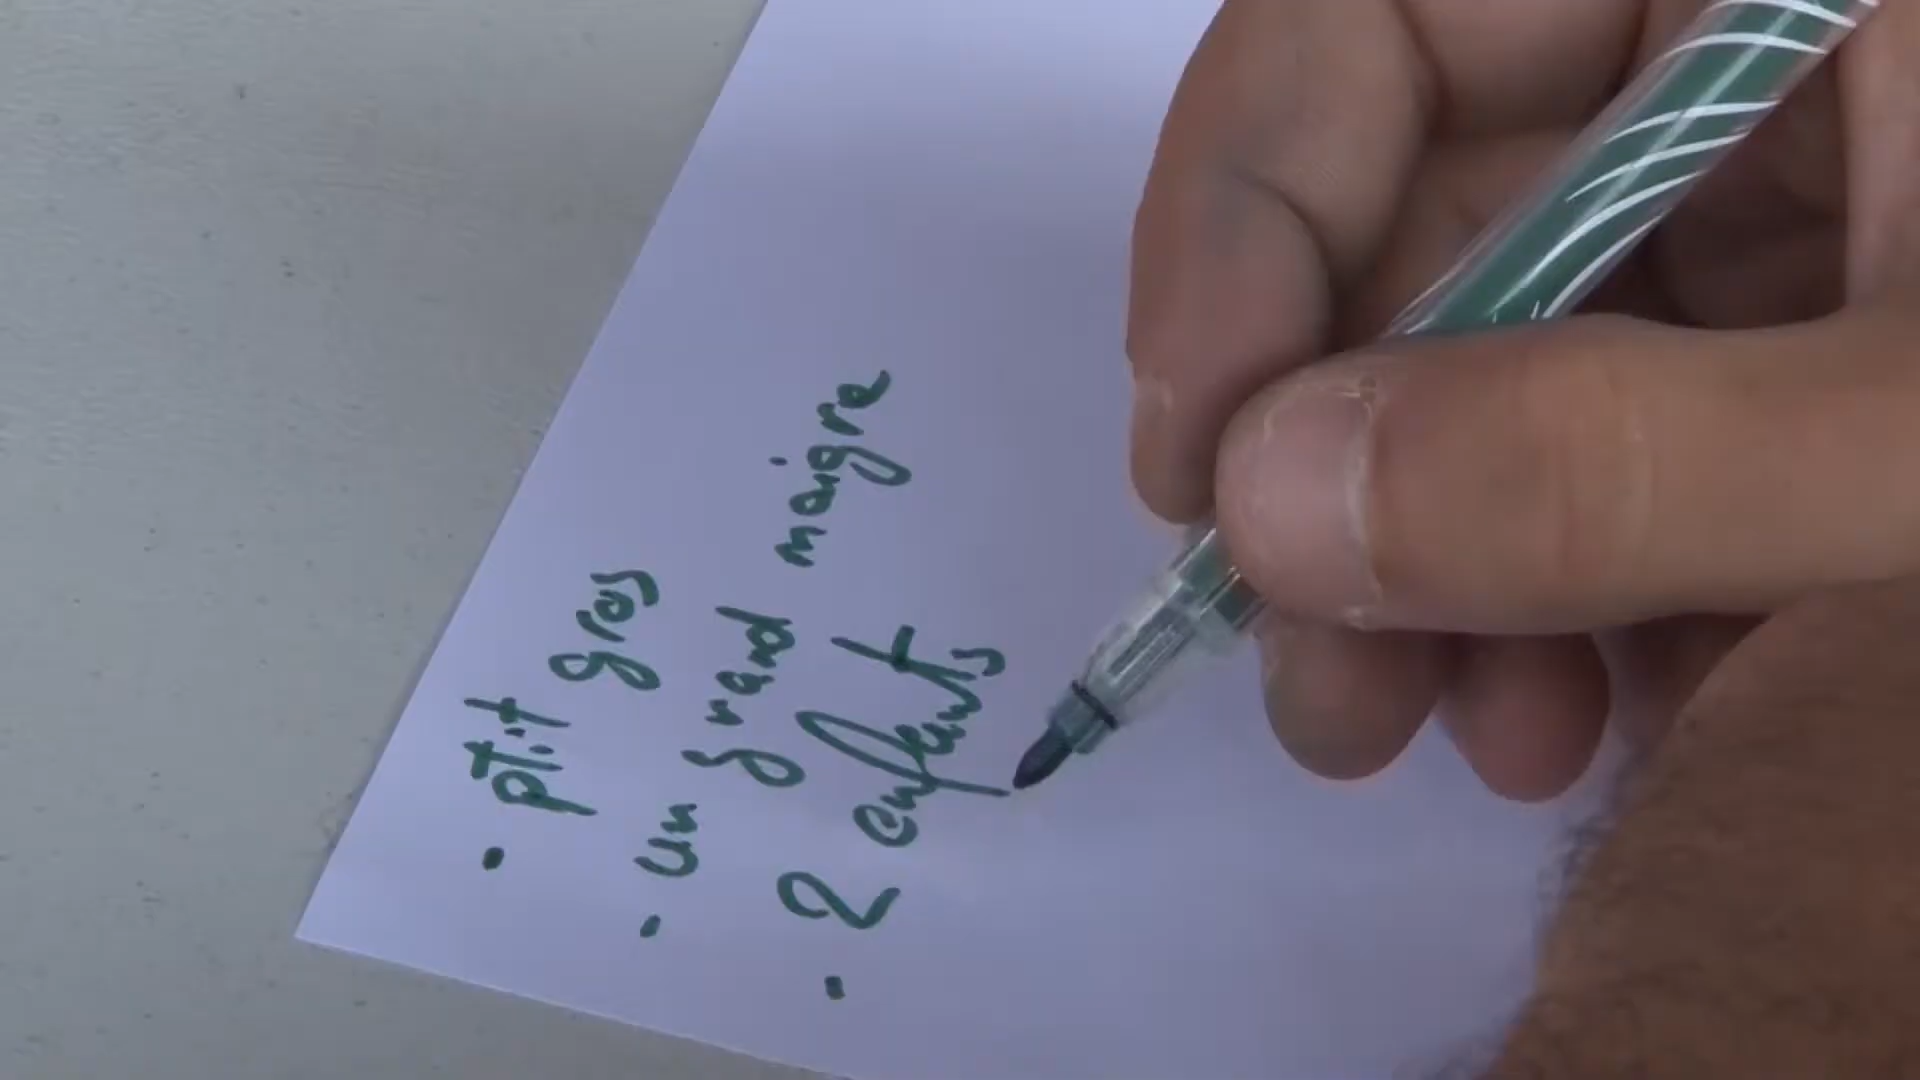 • ptit gros
• un grand maigre
• 2 enfants